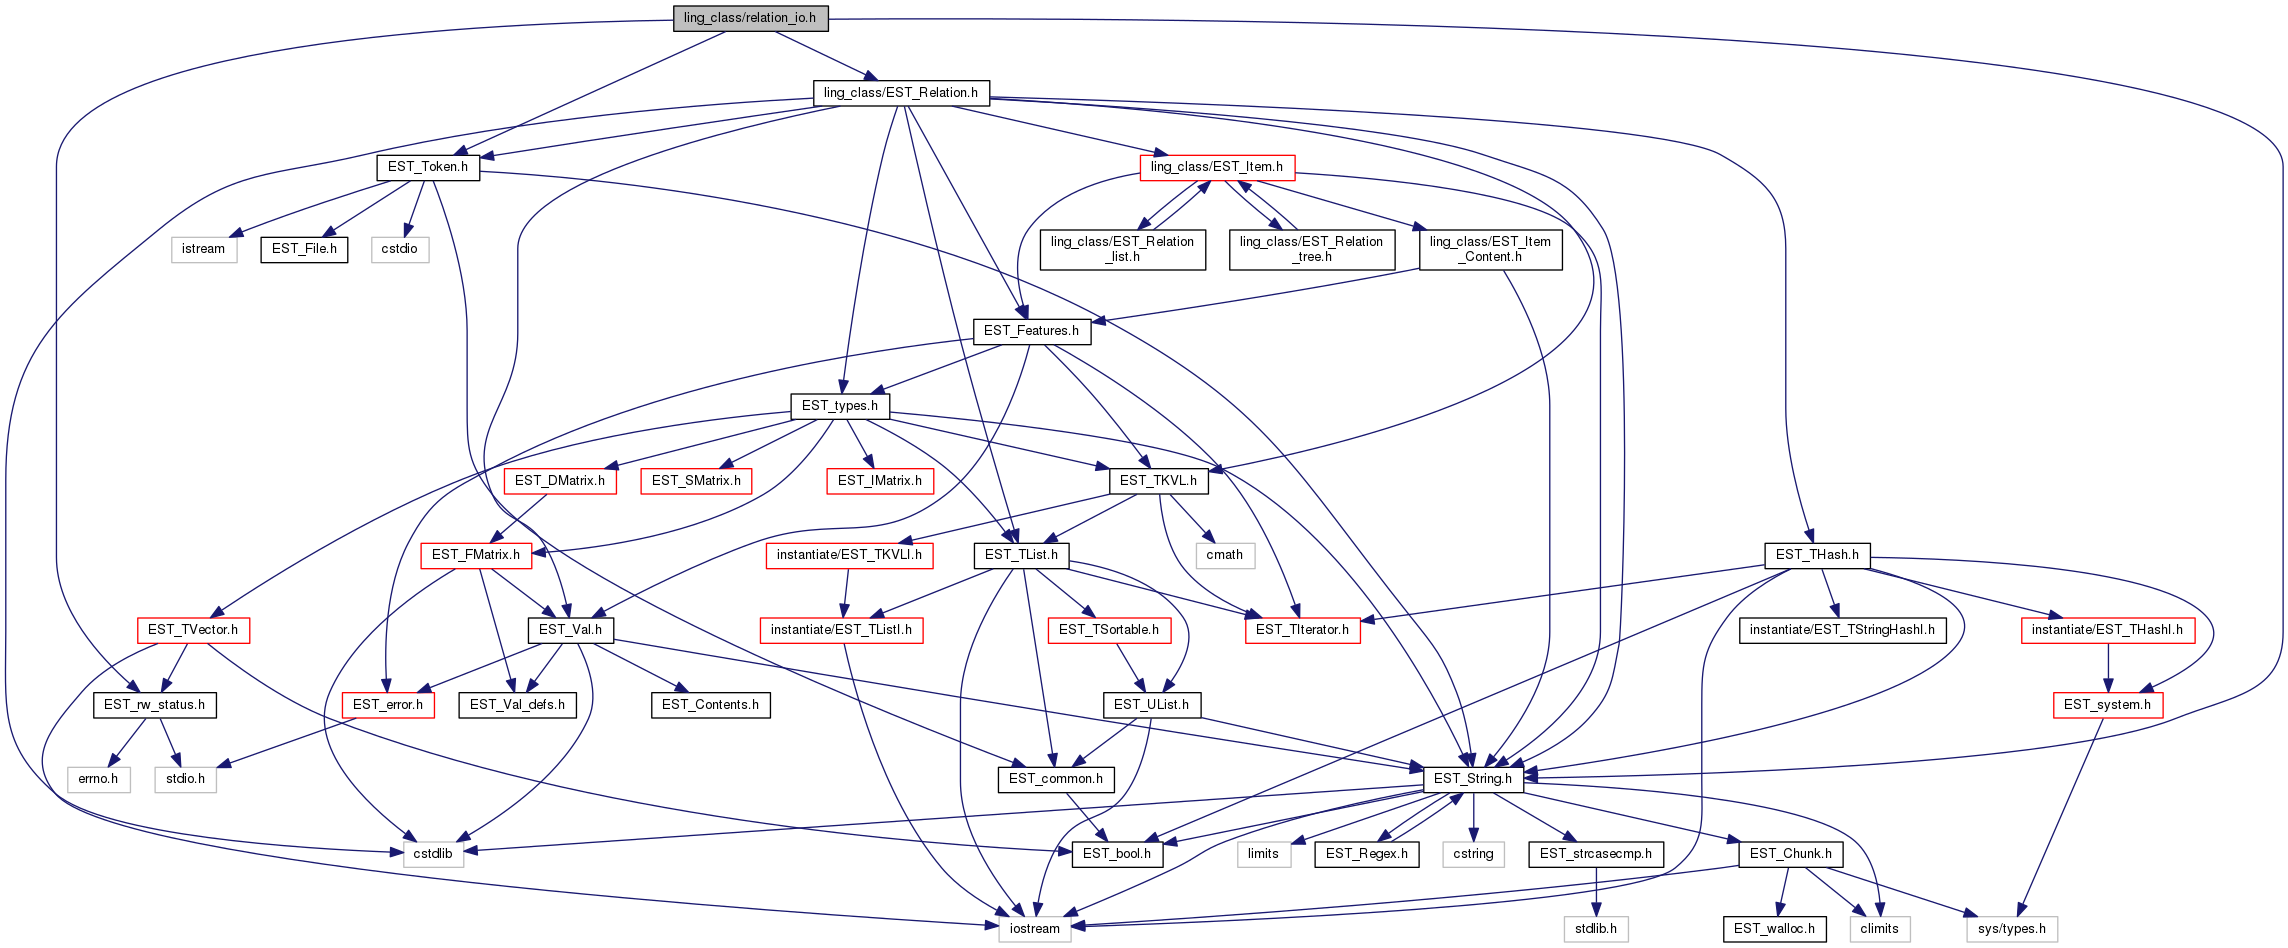 ling_class/relation_io.h
ling_class/EST_Relation.h
EST_Token.h
ling_class/EST_Item.h
istream
EST_File.h
cstdio
ling_class/EST_Relation
_list.h
ling_class/EST_Relation
_tree.h
ling_class/EST_Item
_Content.h
EST_Features.h
EST_types.h
EST_DMatrix.h
EST_SMatrix.h
EST_IMatrix.h
EST_TKVL.h
EST_FMatrix.h
instantiate/EST_TKVLI.h
EST_TList.h
cmath
EST_THash.h
EST_TVector.h
EST_Val.h
instantiate/EST_TListI.h
EST_TSortable.h
EST_TIterator.h
instantiate/EST_TStringHashI.h
instantiate/EST_THashI.h
EST_rw_status.h
EST_error.h
EST_Val_defs.h
EST_Contents.h
EST_UList.h
EST_system.h
errno.h
stdio.h
EST_common.h
EST_String.h
cstdlib
EST_bool.h
limits
EST_Regex.h
cstring
EST_strcasecmp.h
EST_Chunk.h
iostream
stdlib.h
EST_walloc.h
climits
sys/types.h